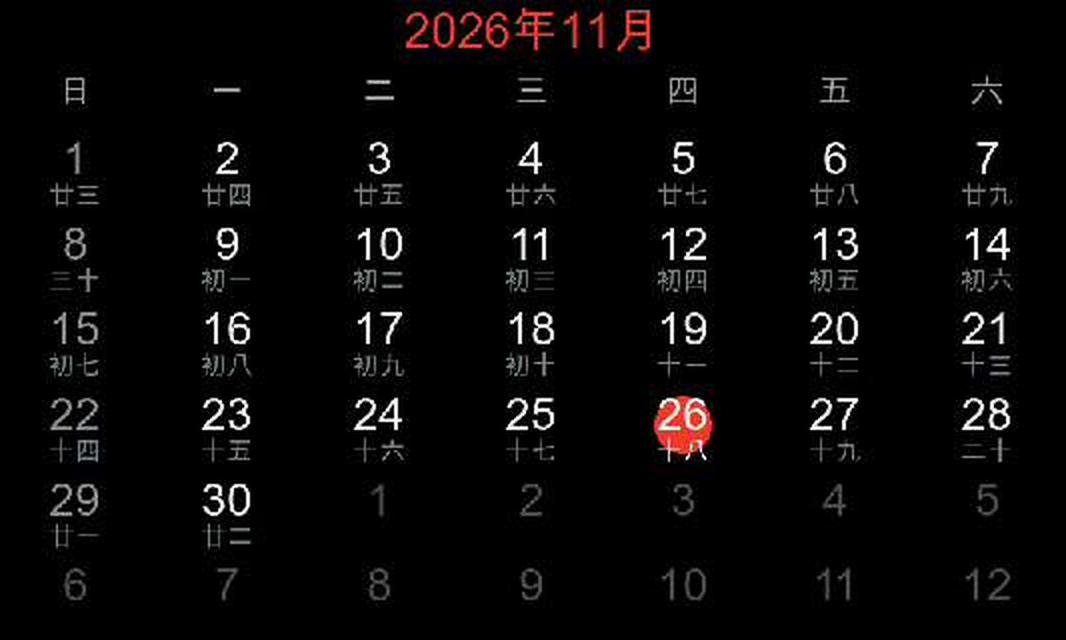 2026年11月
日 一 二 三 四 五 六
1 2 3 4 5 6 7
廿三 廿四 廿五 廿六 廿七 廿八 廿九
8 9 10 11 12 13 14
三十 初一 初二 初三 初四 初五 初六
15 16 17 18 19 20 21
初七 初八 初九 初十 十一 十二 十三
22 23 24 25 26 27 28
十四 十五 十六 十七 十八 十九 二十
29 30 1 2 3 4 5
廿一 廿二
6 7 8 9 10 11 12